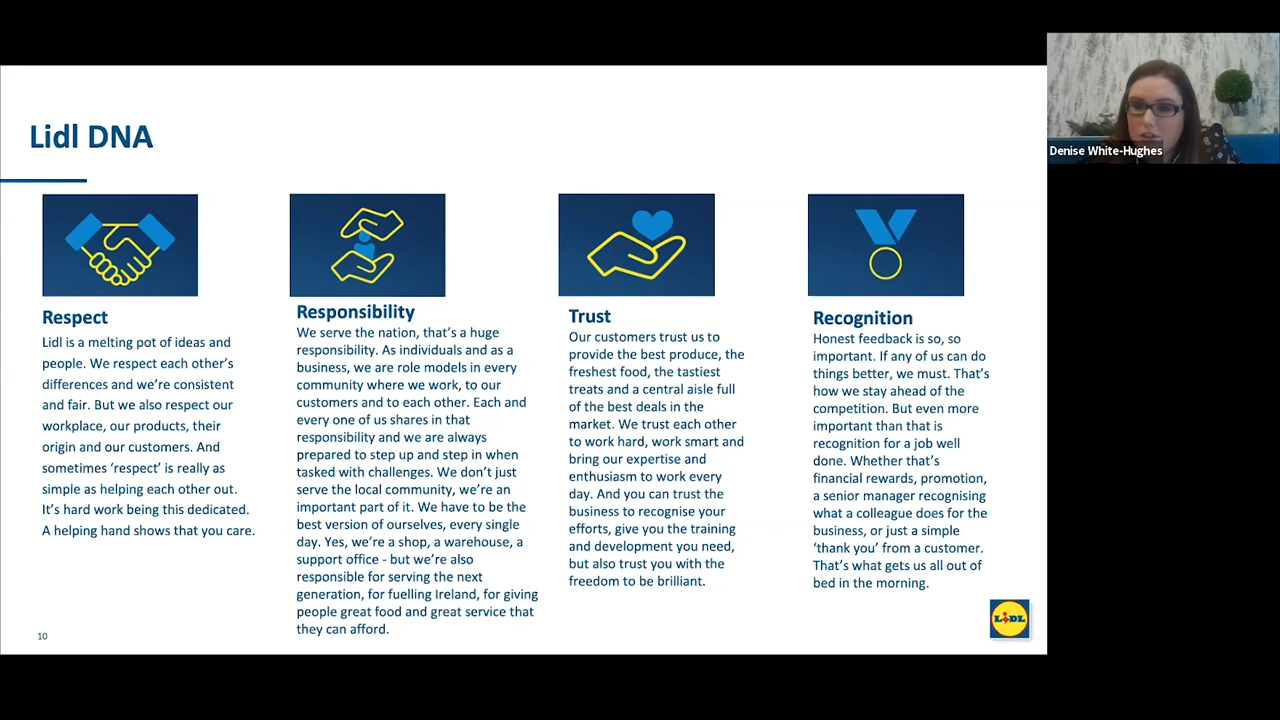 Lidl DNA
Respect
Lidl is a melting pot of ideas and
people. We respect each other’s
differences and we’re consistent
and fair. But we also respect our
workplace, our products, their
origin and our customers. And
sometimes ‘respect’ is really as
simple as helping each other out.
It’s hard work being this dedicated.
A helping hand shows that you care.
Responsibility
We serve the nation, that’s a huge
responsibility. As individuals and as a
business, we are role models in every
community where we work, to our
customers and to each other. Each and
every one of us shares in that
responsibility and we are always
prepared to step up and step in when
tasked with challenges. We don’t just
serve the local community, we’re an
important part of it. We have to be the
best version of ourselves, every single
day. Yes, we’re a shop, a warehouse, a
support office - but we’re also
responsible for serving the next
generation, for fuelling Ireland, for giving
people great food and great service that
they can afford.
Trust
Our customers trust us to
provide the best produce, the
freshest food, the tastiest
treats and a central aisle full
of the best deals in the
market. We trust each other
to work hard, work smart and
bring our expertise and
enthusiasm to work every
day. And you can trust the
business to recognise your
efforts, give you the training
and development you need,
but also trust you with the
freedom to be brilliant.
Recognition
Honest feedback is so, so
important. If any of us can do
things better, we must. That’s
how we stay ahead of the
competition. But even more
important than that is
recognition for a job well
done. Whether that’s
financial rewards, promotion,
a senior manager recognising
what a colleague does for the
business, or just a simple
‘thank you’ from a customer.
That’s what gets us all out of
bed in the morning.
10
LiDL
Denise White-Hughes